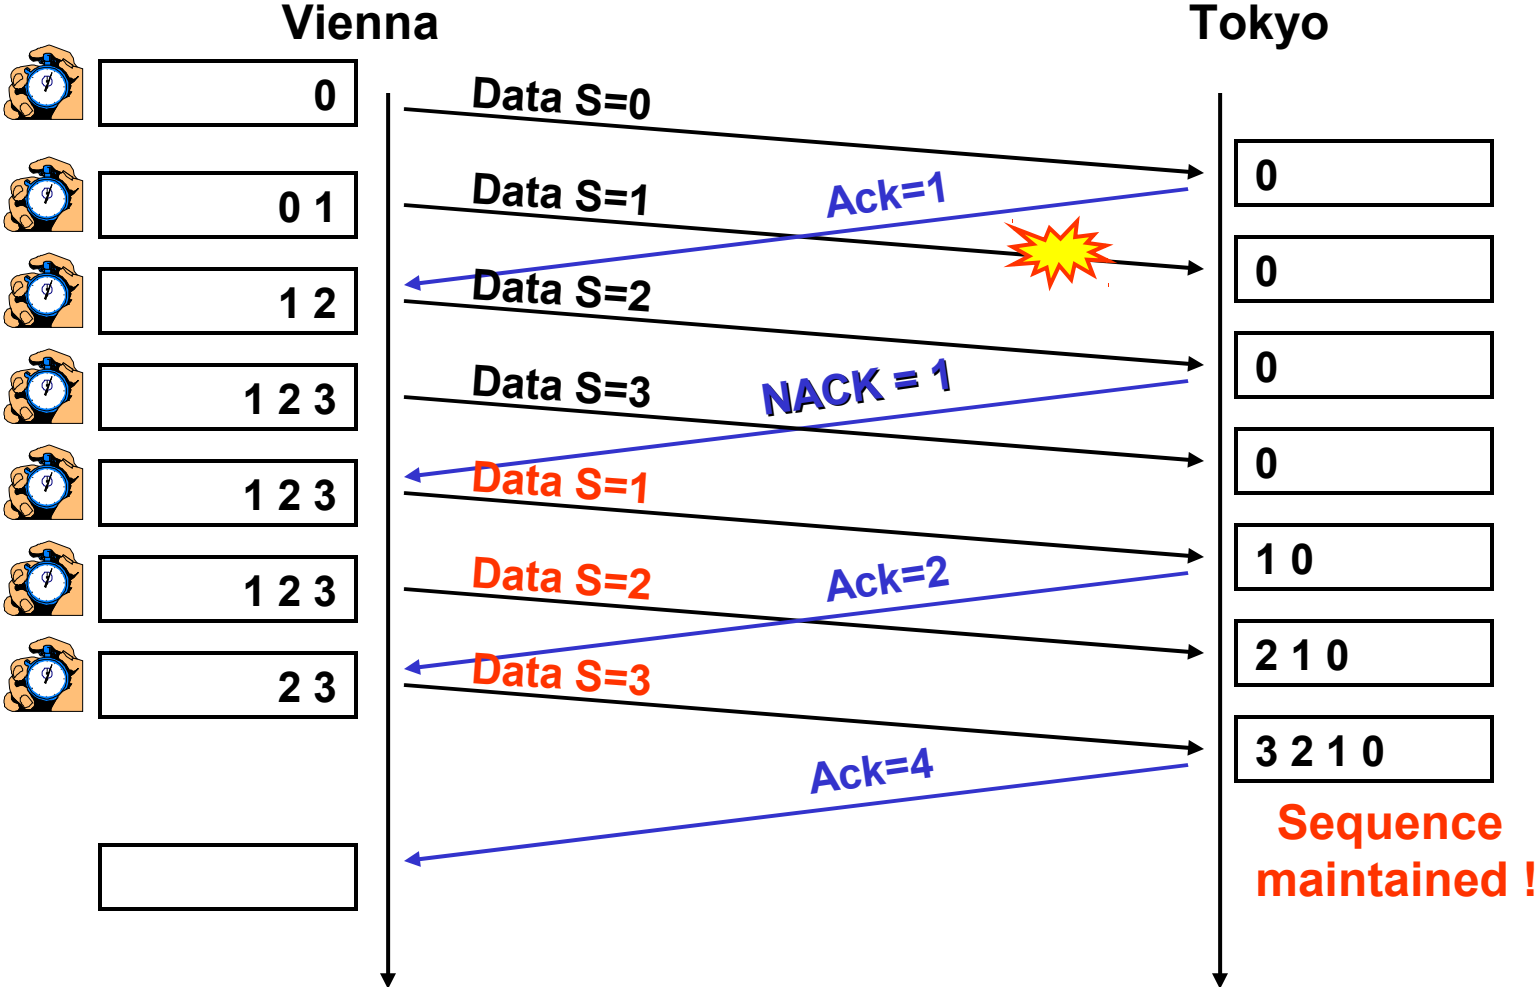 Vienna
Tokyo
0
Data S=0
0
0 1
Data S=1
Ack=1
0
1 2
Data S=2
0
1 2 3
Data S=3
NACK = 1
0
1 2 3
Data S=1
1 0
1 2 3
Data S=2
Ack=2
2 1 0
2 3
Data S=3
3 2 1 0
Ack=4
Sequence
maintained !